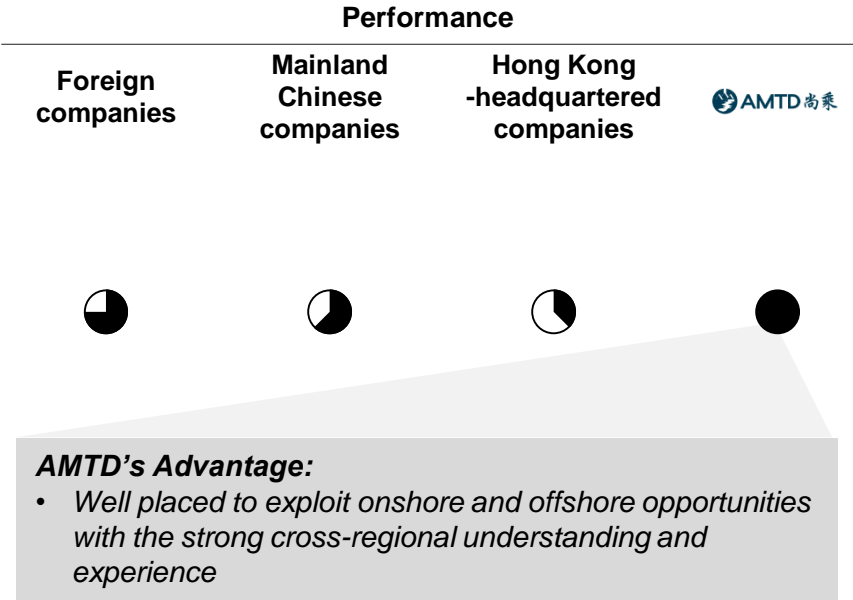 Performance
Foreign
companies
Mainland
Chinese
companies
Hong Kong
-headquartered
companies
AMTD尚乘
AMTD's Advantage:
• Well placed to exploit onshore and offshore opportunities
with the strong cross-regional understanding and
experience